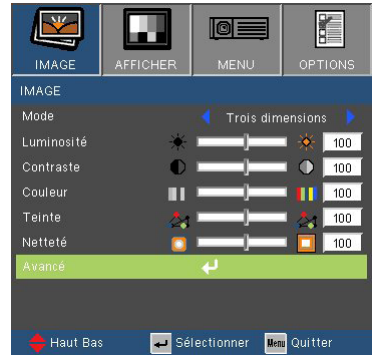 IMAGE AFFICHER MENU OPTIONS
IMAGE
Mode Trois dimensions
Luminosité 100
Contraste 100
Couleur 100
Teinte 100
Netteté 100
Avancé
Haut Bas Sélectionner Menu Quitter